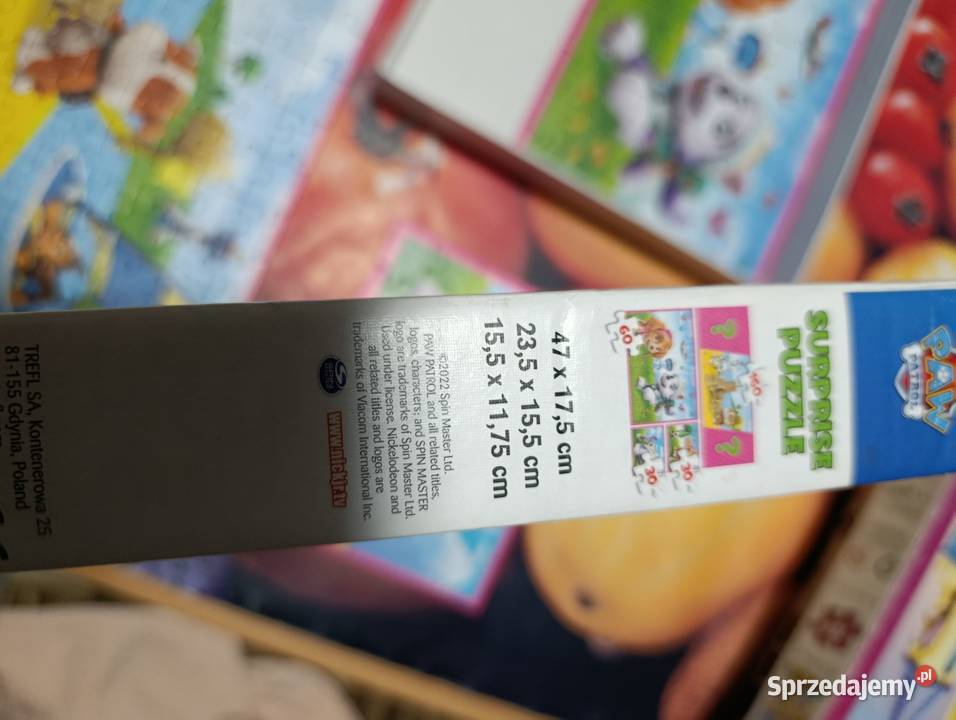 PAW
PATROL
SURPRISE
PUZZLE
60
160
30
30
47 x 17,5 cm
23,5 x 15,5 cm
15,5 x 11,75 cm
©2022 Spin Master Ltd.
PAW PATROL and all related titles,
logos, characters; and SPIN MASTER
logo are trademarks of Spin Master Ltd.
Used under license. Nickelodeon and
all related titles and logos are
trademarks of Viacom International Inc.
www.nickjr.tv
TREFL SA, Kontenerowa 25
81-155 Gdynia, Poland
Sprzedajemy.pl